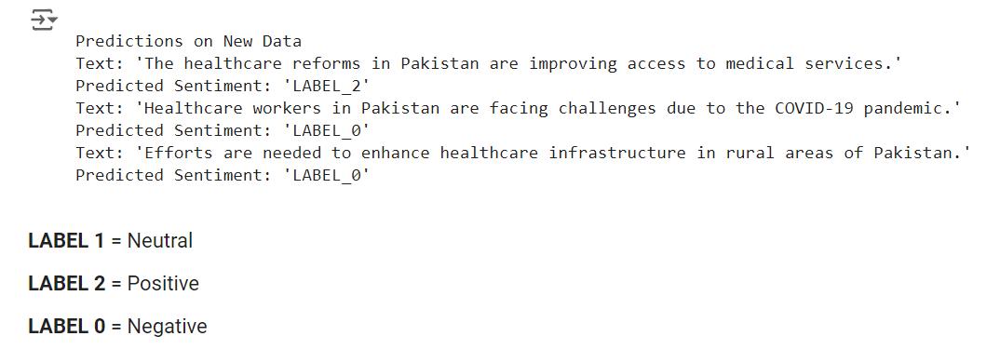 Predictions on New Data
Text: 'The healthcare reforms in Pakistan are improving access to medical services.'
Predicted Sentiment: 'LABEL_2'
Text: 'Healthcare workers in Pakistan are facing challenges due to the COVID-19 pandemic.'
Predicted Sentiment: 'LABEL_0'
Text: 'Efforts are needed to enhance healthcare infrastructure in rural areas of Pakistan.'
Predicted Sentiment: 'LABEL_0'
LABEL 1 = Neutral
LABEL 2 = Positive
LABEL 0 = Negative